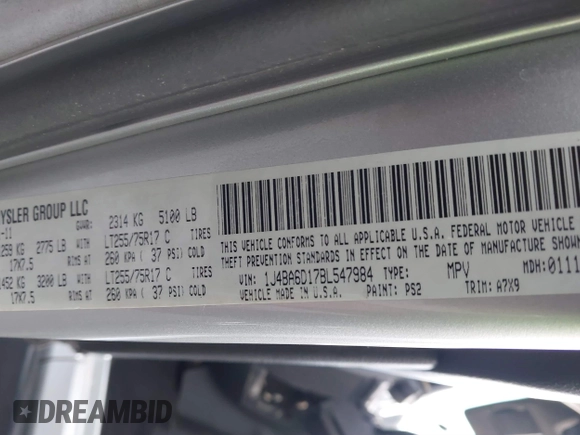 YSLER GROUP LLC
-11 GVWR: 2314 KG 5100 LB
2775 LB WITH LT255/75R17 C TIRES
17X7.5 RIMS AT 260 KPA ( 37 PSI) COLD
1452 KG 3200 LB WITH LT255/75R17 C TIRES
17X7.5 RIMS AT 260 KPA ( 37 PSI) COLD
THIS VEHICLE CONFORMS TO ALL APPLICABLE U.S.A. FEDERAL MOTOR VEHICLE
THEFT PREVENTION STANDARDS IN EFFECT ON THE DATE OF MANUFACTURE SHOWN
VIN: 1J4BA6D17BL547984 TYPE: MPV MDH: 0111
VEHICLE MADE IN U.S.A. PAINT: PS2 TRIM: A7X9
DREAMBID